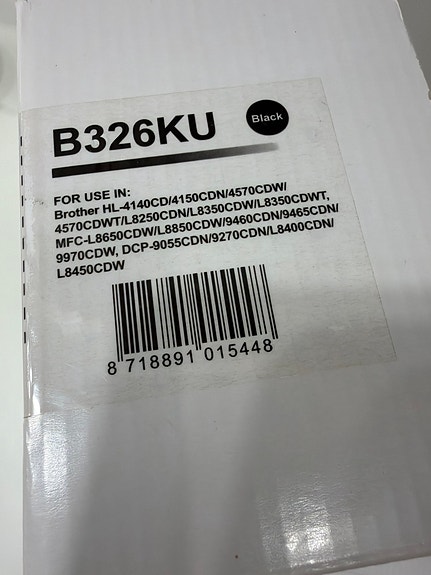 B326KU
Black
FOR USE IN:
Brother HL-4140CD/4150CDN/4570CDW/
4570CDWT/L8250CDN/L8350CDW/L8350CDWT,
MFC-L8650CDW/L8850CDW/9460CDN/9465CDN/
9970CDW, DCP-9055CDN/9270CDN/L8400CDN/
L8450CDW
8 718891 015448